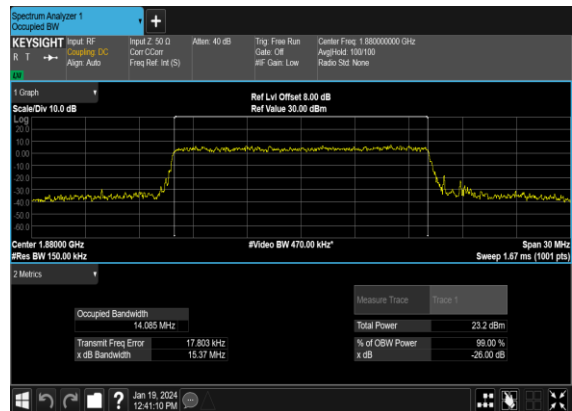 Spectrum Analyzer 1
Occupied BW
KEYSIGHT Input: RF Input Z: 50 Ω Atten: 40 dB Trig: Free Run Center Freq: 1.880000000 GHz
R T Coupling: DC Corr CCorr Gate: Off Avg|Hold: 100/100
Align: Auto Freq Ref: Int (S) #IF Gain: Low Radio Std: None
1 Graph
Ref Lvl Offset 8.00 dB
Scale/Div 10.0 dB Ref Value 30.00 dBm
Log
20.0
10.0
0.00
-10.0
-20.0
-30.0
-40.0
-50.0
-60.0
Center 1.88000 GHz #Video BW 470.00 kHz* Span 30 MHz
#Res BW 150.00 kHz Sweep 1.67 ms (1001 pts)
2 Metrics
Measure Trace Trace 1
Occupied Bandwidth
14.085 MHz Total Power 23.2 dBm
Transmit Freq Error 17.803 kHz % of OBW Power 99.00 %
x dB Bandwidth 15.37 MHz x dB -26.00 dB
? Jan 19, 2024
12:41:10 PM